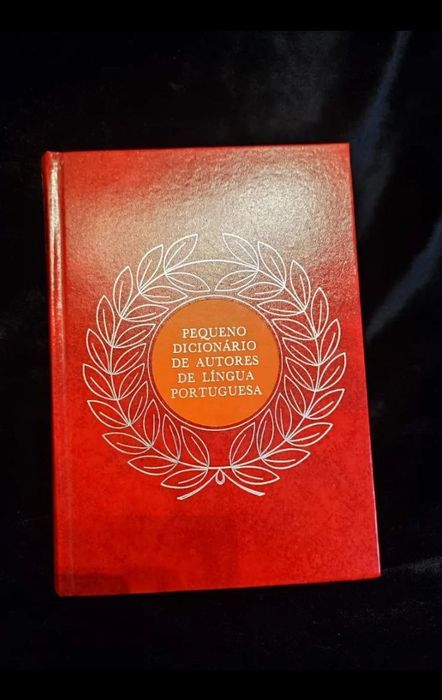 PEQUENO
DICIONÁRIO
DE AUTORES
DE LÍNGUA
PORTUGUESA